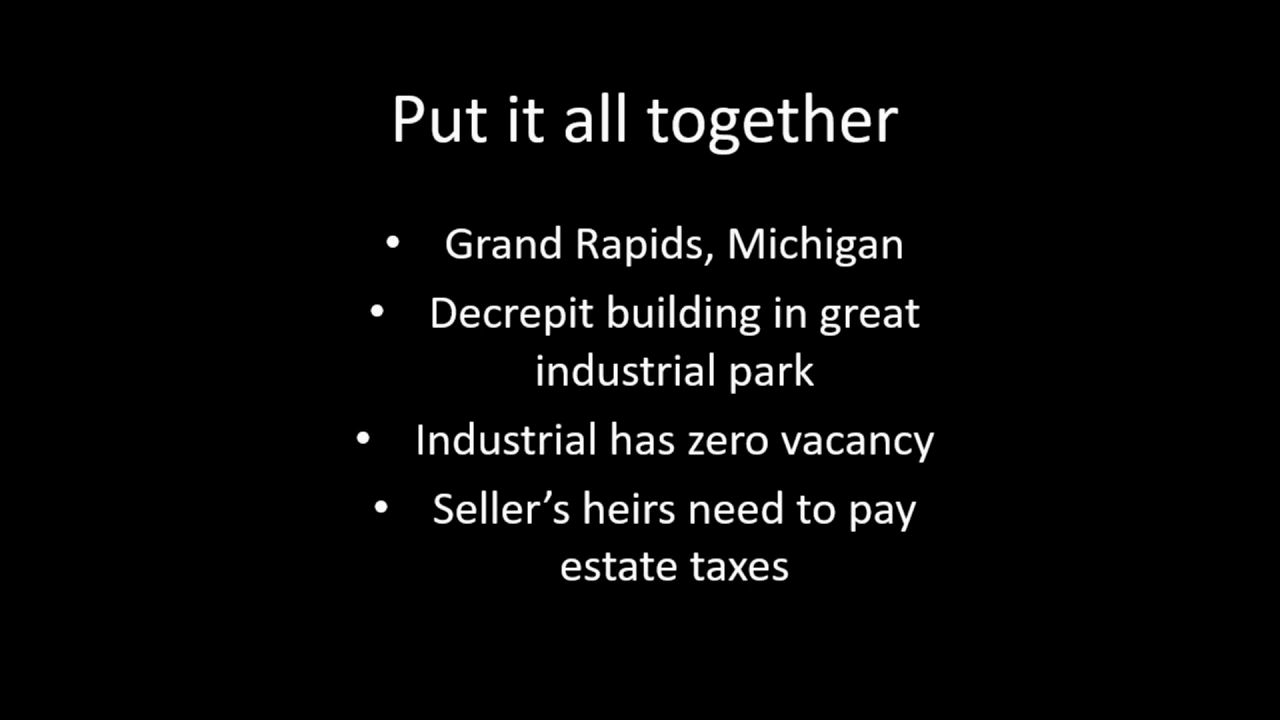 Put it all together
• Grand Rapids, Michigan
• Decrepit building in great
industrial park
• Industrial has zero vacancy
• Seller’s heirs need to pay
estate taxes